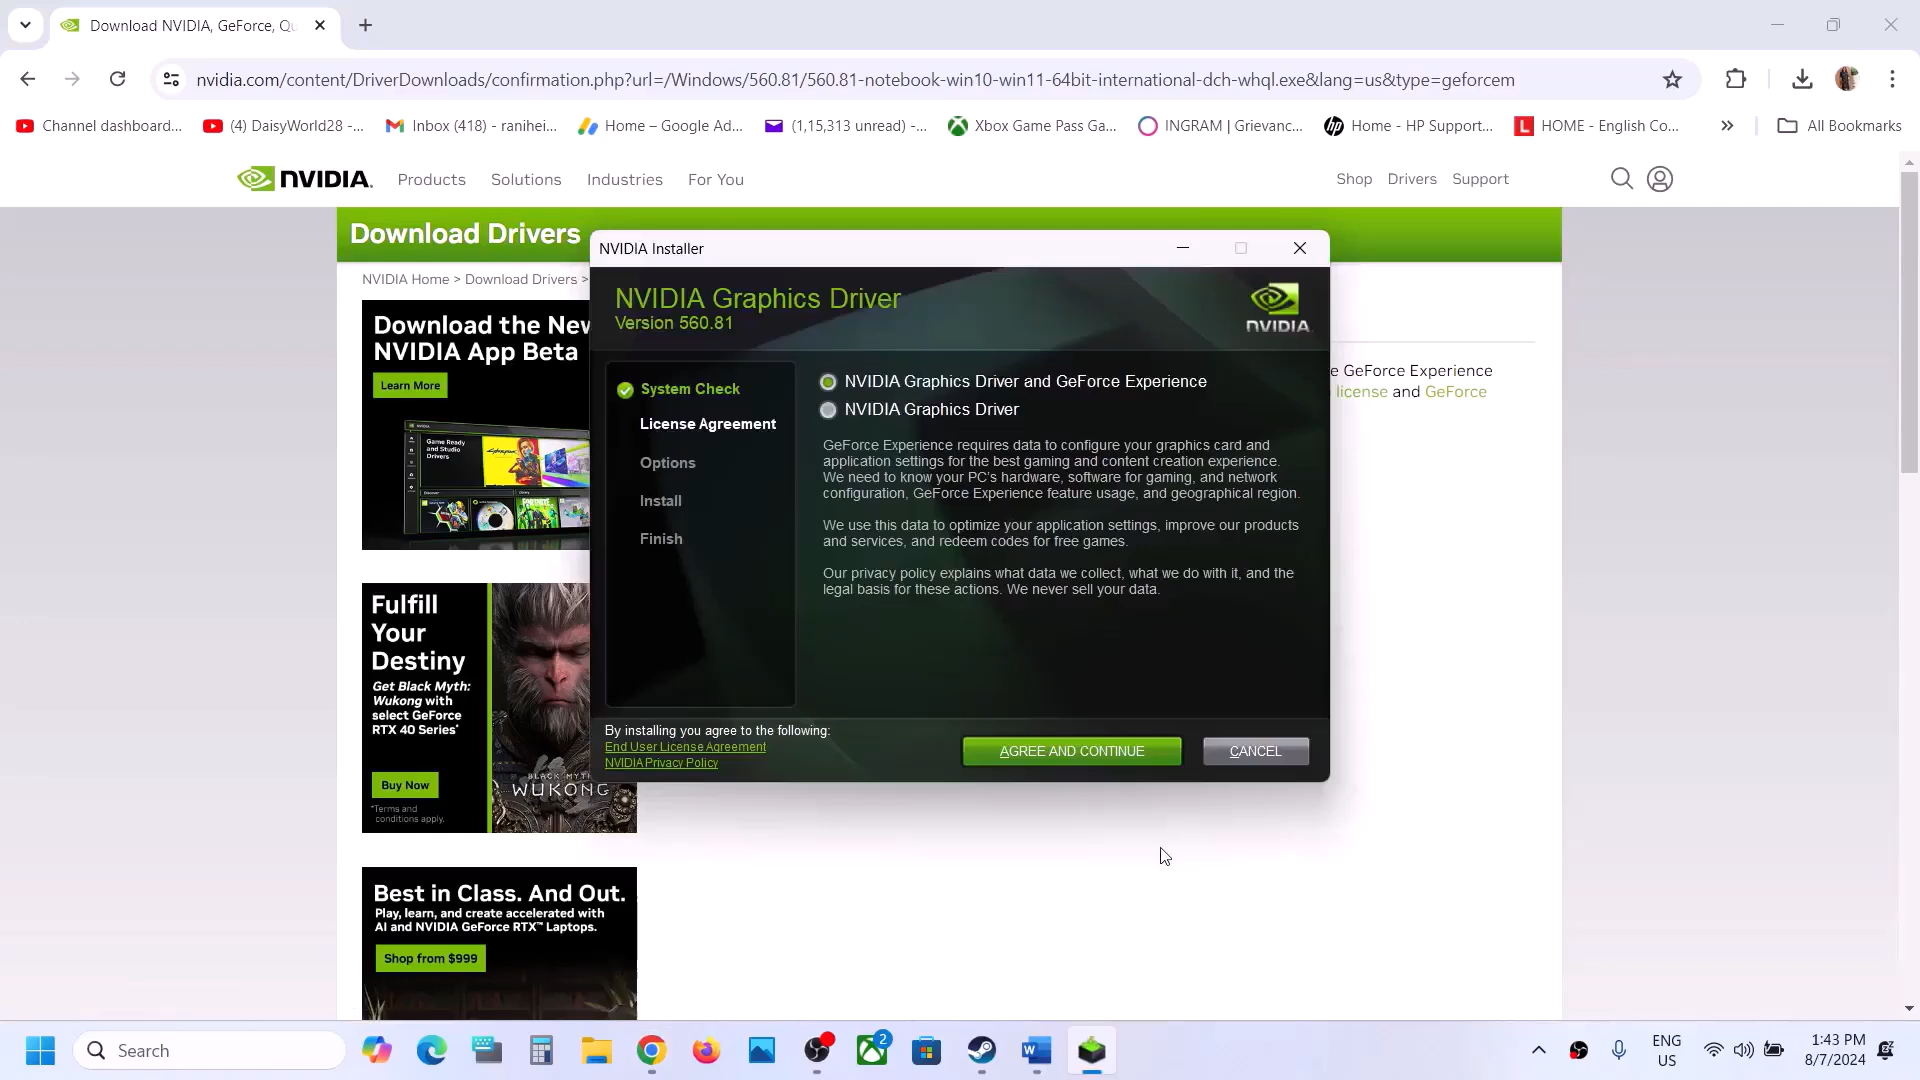 Download NVIDIA, GeForce, Qu
nvidia.com/content/DriverDownloads/confirmation.php?url=/Windows/560.81/560.81-notebook-win10-win11-64bit-international-dch-whql.exe&lang=us&type=geforcem
Channel dashboard...
(4) DaisyWorld28 -...
Inbox (418) - ranihei...
Home – Google Ad...
(1,15,313 unread) -...
Xbox Game Pass Ga...
INGRAM | Grievanc...
Home - HP Support...
HOME - English Co...
All Bookmarks
NVIDIA.
Products
Solutions
Industries
For You
Shop
Drivers
Support
Download Drivers
NVIDIA Home > Download Drivers >
Download the New
NVIDIA App Beta
Learn More
Game Ready
and Studio
Drivers
e GeForce Experience
license and GeForce
NVIDIA Installer
NVIDIA Graphics Driver
Version 560.81
NVIDIA.
System Check
License Agreement
Options
Install
Finish
NVIDIA Graphics Driver and GeForce Experience
NVIDIA Graphics Driver
GeForce Experience requires data to configure your graphics card and
application settings for the best gaming and content creation experience.
We need to know your PC's hardware, software for gaming, and network
configuration, GeForce Experience feature usage, and geographical region.
We use this data to optimize your application settings, improve our products
and services, and redeem codes for free games.
Our privacy policy explains what data we collect, what we do with it, and the
legal basis for these actions. We never sell your data.
By installing you agree to the following:
End User License Agreement
NVIDIA Privacy Policy
AGREE AND CONTINUE
CANCEL
Fulfill
Your
Destiny
Get Black Myth:
Wukong with
select GeForce
RTX 40 Series*
Buy Now
*Terms and
conditions apply.
BLACK MYTH
WUKONG
Best in Class. And Out.
Play, learn, and create accelerated with
AI and NVIDIA GeForce RTX™ Laptops.
Shop from $999
Search
2
ENG
US
1:43 PM
8/7/2024